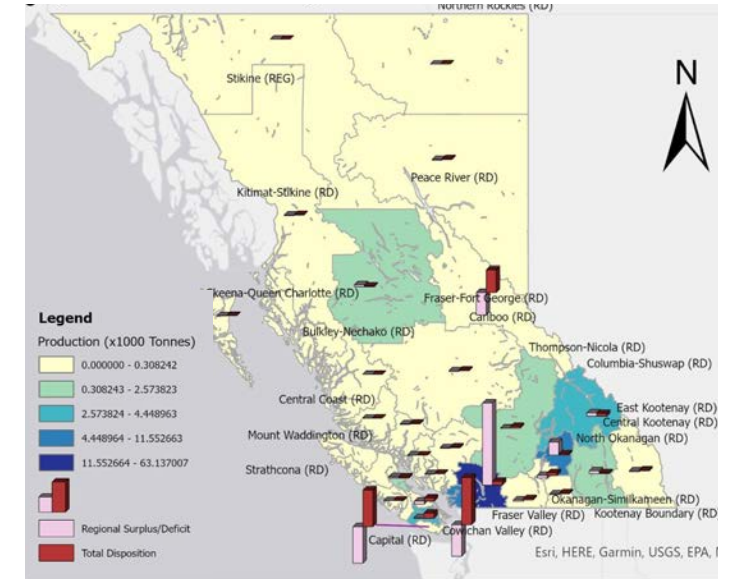 Northern Rockies (RD)
N
Stikine (REG)
Peace River (RD)
Kitimat-Stikine (RD)
Skeena-Queen Charlotte (RD)
Fraser-Fort George (RD)
Cariboo (RD)
Bulkley-Nechako (RD)
Thompson-Nicola (RD)
Columbia-Shuswap (RD)
Central Coast (RD)
East Kootenay (RD)
Central Kootenay (RD)
Mount Waddington (RD)
North Okanagan (RD)
Strathcona (RD)
Okanagan-Similkameen (RD)
Fraser Valley (RD)
Kootenay Boundary (RD)
Cowichan Valley (RD)
Capital (RD)
Esri, HERE, Garmin, USGS, EPA,
Legend
Production (x1000 Tonnes)
0.000000 - 0.308242
0.308243 - 2.573823
2.573824 - 4.448963
4.448964 - 11.552663
11.552664 - 63.137007
Regional Surplus/Deficit
Total Disposition